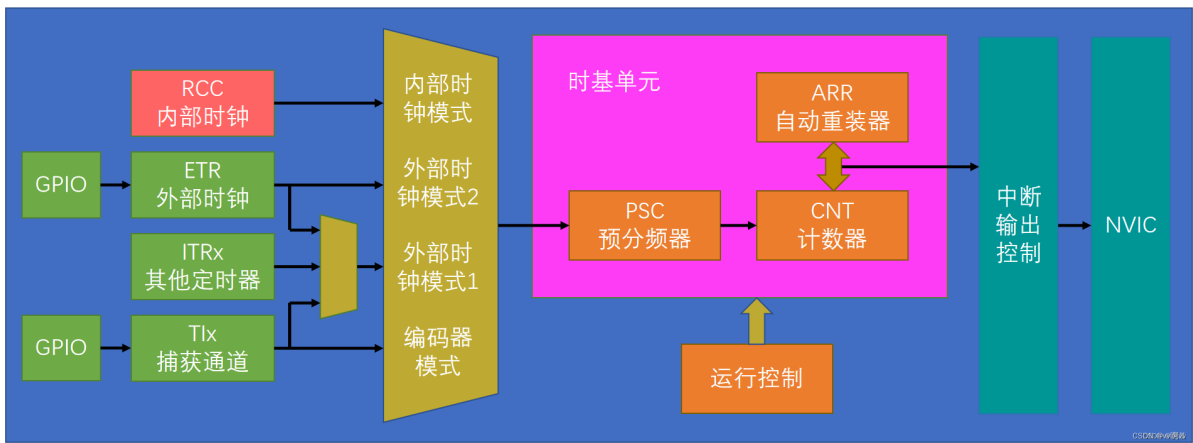 RCC
内部时钟
GPIO
ETR
外部时钟
ITRx
其他定时器
GPIO
TIx
捕获通道
内部时
钟模式
外部时
钟模式2
外部时
钟模式1
编码器
模式
时基单元
ARR
自动重装器
PSC
预分频器
CNT
计数器
运行控制
中断
输出
控制
NVIC